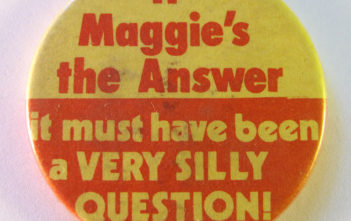 Maggie's
the Answer
it must have been
a VERY SILLY
QUESTION!